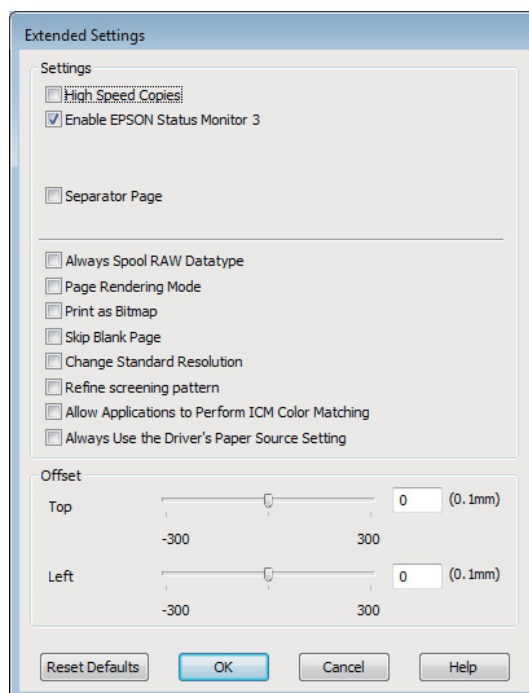 Extended Settings
Settings
High Speed Copies
Enable EPSON Status Monitor 3
Separator Page
Always Spool RAW Datatype
Page Rendering Mode
Print as Bitmap
Skip Blank Page
Change Standard Resolution
Refine screening pattern
Allow Applications to Perform ICM Color Matching
Always Use the Driver's Paper Source Setting
Offset
Top 0 (0.1mm)
-300 300
Left 0 (0.1mm)
-300 300
Reset Defaults OK Cancel Help